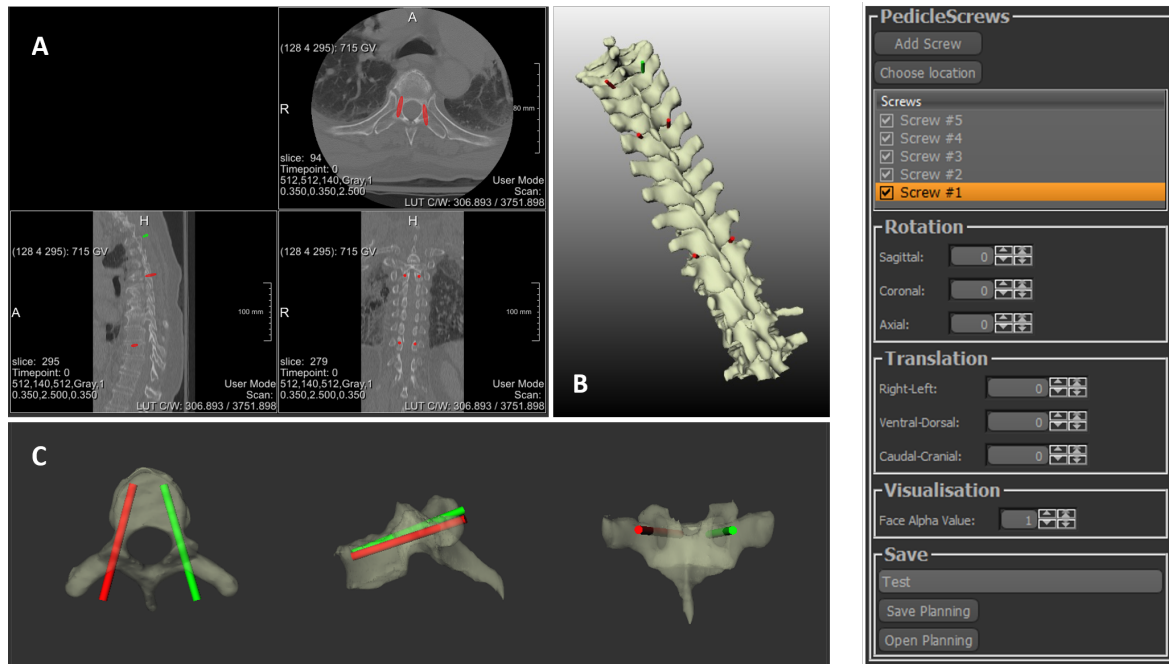 A
A
(128 4 295): 715 GV
R
80 mm
slice: 94
Timepoint: 0
512,512,140,Gray,1
0.350,0.350,2.500
User Mode
Scan:
LUT C/W: 306.893 / 3751.898
H
(128 4 295): 715 GV
A
100 mm
slice: 295
Timepoint: 0
512,140,512,Gray,1
0.350,2.500,0.350
User Mode
Scan:
LUT C/W: 306.893 / 3751.898
H
(128 4 295): 715 GV
R
100 mm
slice: 279
Timepoint: 0
512,140,512,Gray,1
0.350,2.500,0.350
User Mode
Scan:
LUT C/W: 306.893 / 3751.898
B
C
PedicleScrews
Add Screw
Choose location
Screws
Screw #5
Screw #4
Screw #3
Screw #2
Screw #1
Rotation
Sagittal: 0
Coronal: 0
Axial: 0
Translation
Right-Left: 0
Ventral-Dorsal: 0
Caudal-Cranial: 0
Visualisation
Face Alpha Value: 1
Save
Test
Save Planning
Open Planning